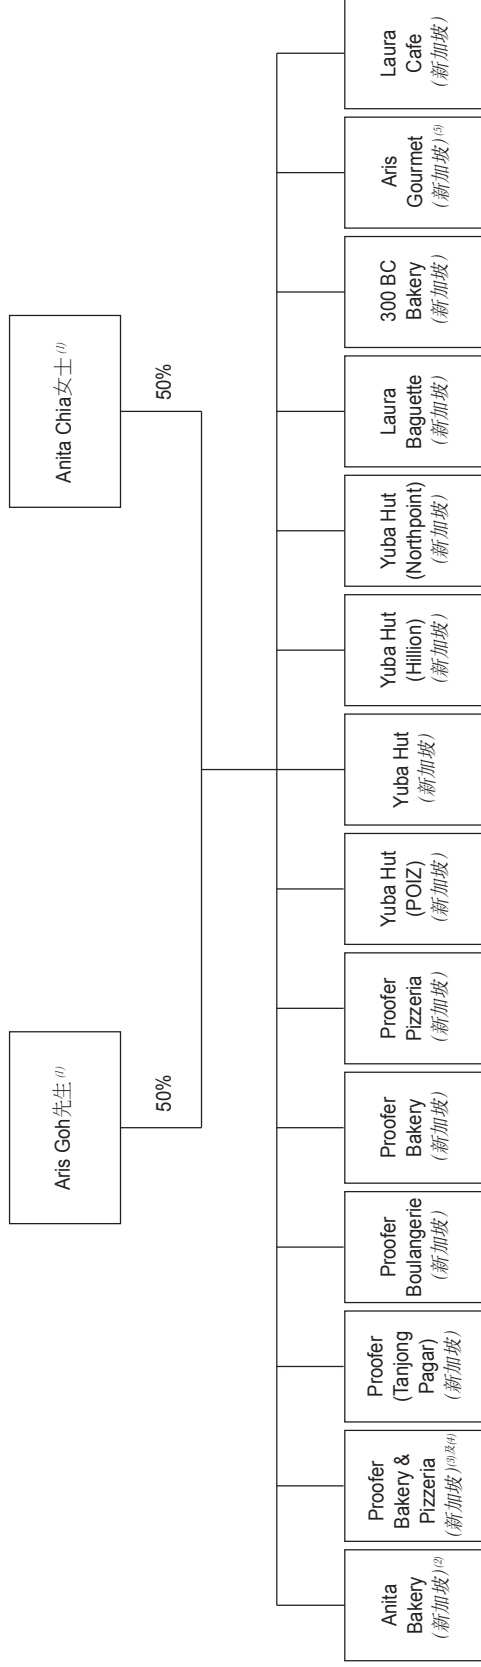 Aris Goh先生(1)
Anita Chia女士(1)
50%
50%
Anita
Bakery
(新加坡)(2)
Proofer
Bakery &
Pizzeria
(新加坡)(3)及(4)
Proofer
(Tanjong
Pagar)
(新加坡)
Proofer
Boulangerie
(新加坡)
Proofer
Bakery
(新加坡)
Proofer
Pizzeria
(新加坡)
Yuba Hut
(POIZ)
(新加坡)
Yuba Hut
(新加坡)
Yuba Hut
(Hillion)
(新加坡)
Yuba Hut
(Northpoint)
(新加坡)
Laura
Baguette
(新加坡)
300 BC
Bakery
(新加坡)
Aris
Gourmet
(新加坡)(5)
Laura
Cafe
(新加坡)